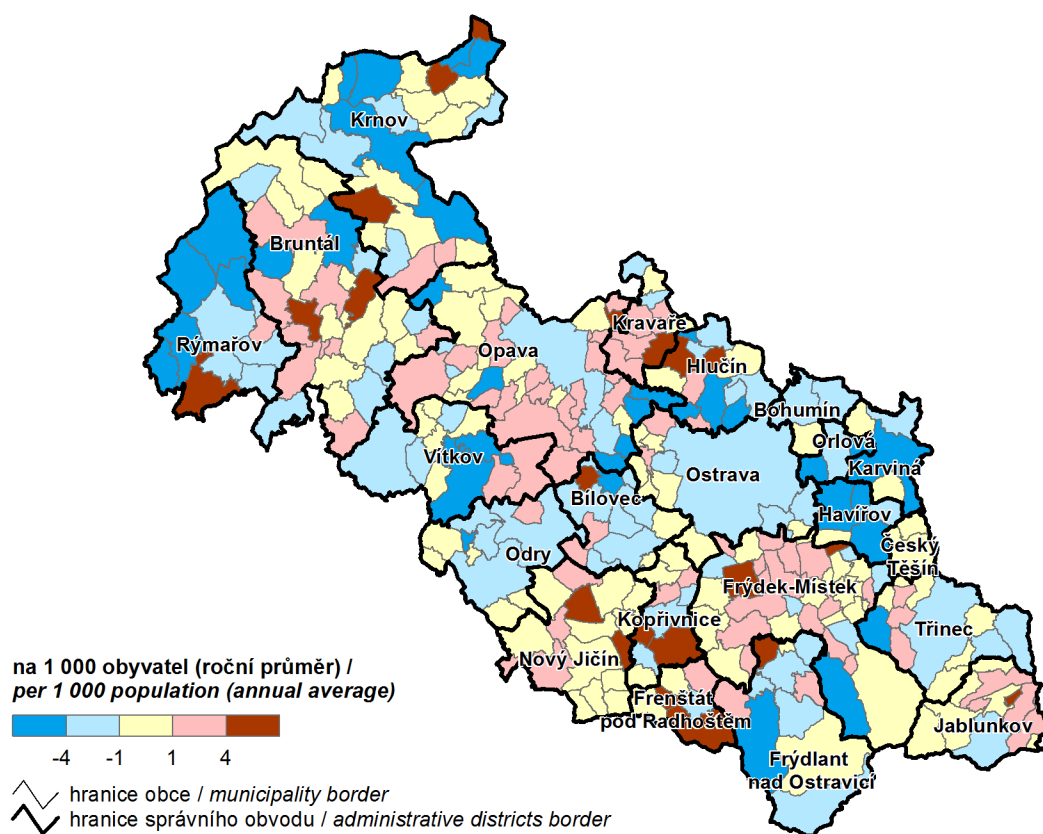 Krnov
Bruntál
Rýmařov
Opava
Kravaře
Hlučín
Bohumín
Orlová
Karviná
Vítkov
Bílovec
Ostrava
Havířov
Odry
Český
Těšín
Frýdek-Místek
Kopřivnice
Třinec
Nový Jičín
Frenštát
pod Radhoštěm
Jablunkov
Frýdlant
nad Ostravicí
na 1 000 obyvatel (roční průměr) /
per 1 000 population (annual average)
-4 -1 1 4
hranice obce / municipality border
hranice správního obvodu / administrative districts border